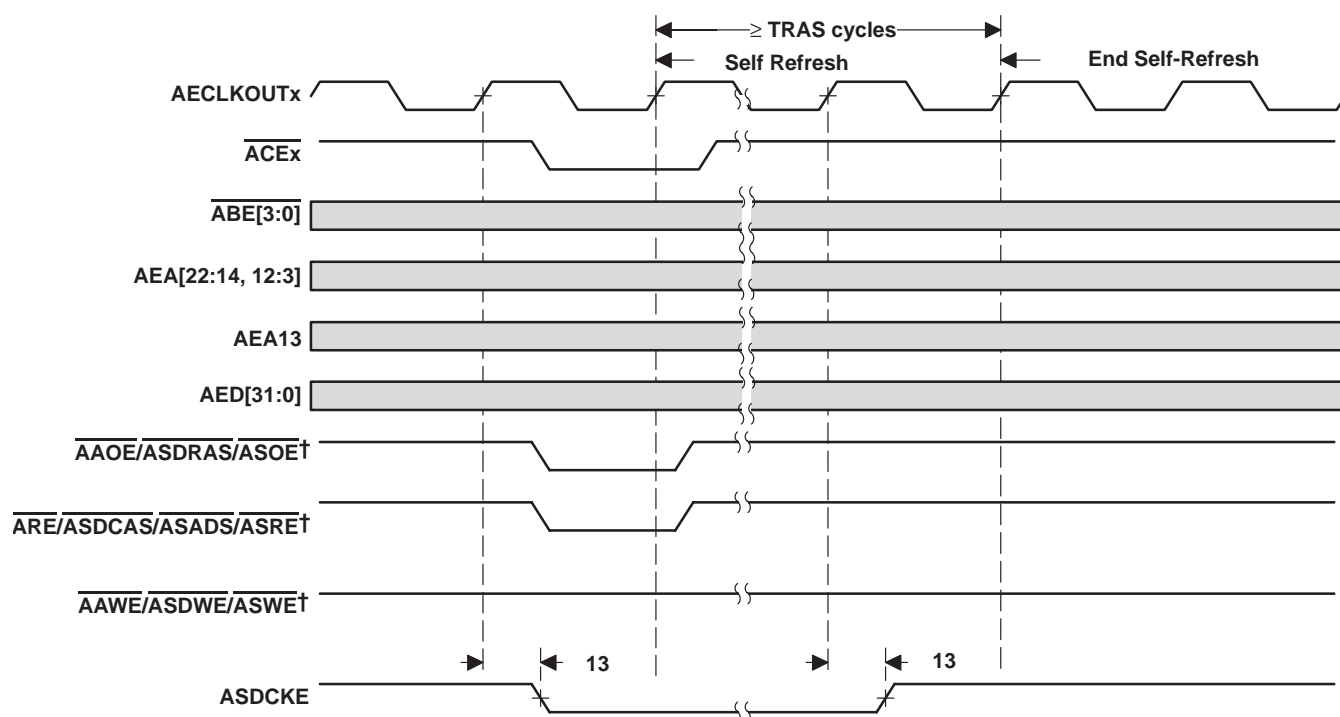 ≥ TRAS cycles
Self Refresh
End Self-Refresh
AECLKOUTx
ACEx
ABE[3:0]
AEA[22:14, 12:3]
AEA13
AED[31:0]
AAOE/ASDRAS/ASOE†
ARE/ASDCAS/ASADS/ASRE†
AAWE/ASDWE/ASWE†
13
13
ASDCKE